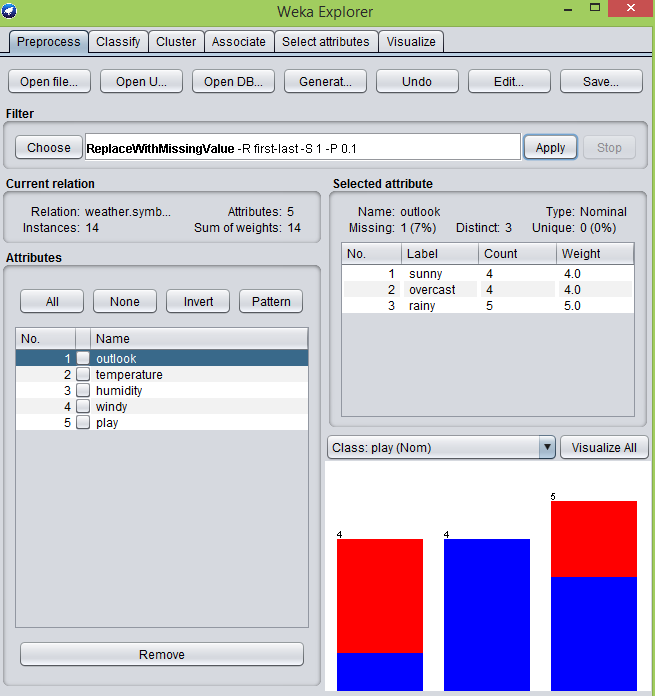 Weka Explorer
Preprocess Classify Cluster Associate Select attributes Visualize
Open file... Open U... Open DB... Generat... Undo Edit... Save...
Filter
Choose ReplaceWithMissingValue -R first-last -S 1 -P 0.1 Apply Stop
Current relation
Relation: weather.symb... Attributes: 5
Instances: 14 Sum of weights: 14
Attributes
All None Invert Pattern
No. Name
1 outlook
2 temperature
3 humidity
4 windy
5 play
Remove
Selected attribute
Name: outlook Type: Nominal
Missing: 1 (7%) Distinct: 3 Unique: 0 (0%)
No. Label Count Weight
1 sunny 4 4.0
2 overcast 4 4.0
3 rainy 5 5.0
Class: play (Nom) Visualize All
4 4 5